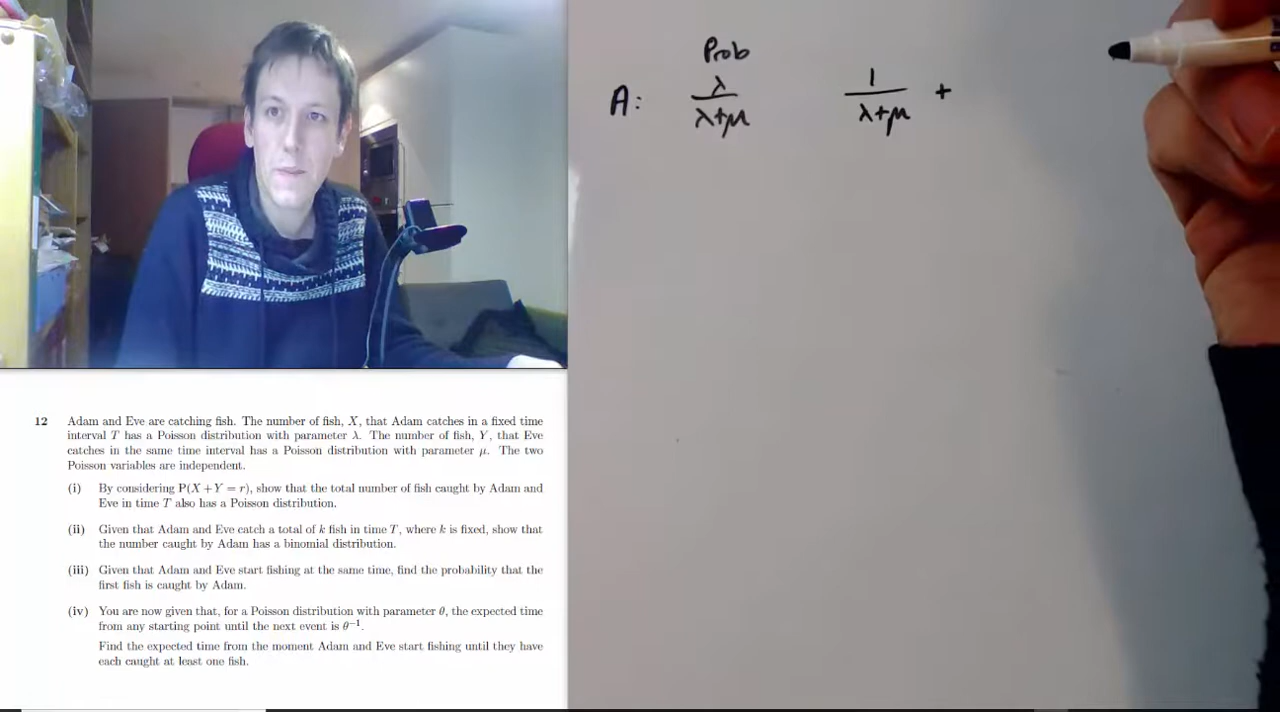 Prob
A: λ/(λ+μ) 1/(λ+μ) +
12 Adam and Eve are catching fish. The number of fish, X, that Adam catches in a fixed time
interval T has a Poisson distribution with parameter λ. The number of fish, Y, that Eve
catches in the same time interval has a Poisson distribution with parameter μ. The two
Poisson variables are independent.
(i) By considering P(X + Y = r), show that the total number of fish caught by Adam and
Eve in time T also has a Poisson distribution.
(ii) Given that Adam and Eve catch a total of k fish in time T, where k is fixed, show that
the number caught by Adam has a binomial distribution.
(iii) Given that Adam and Eve start fishing at the same time, find the probability that the
first fish is caught by Adam.
(iv) You are now given that, for a Poisson distribution with parameter θ, the expected time
from any starting point until the next event is θ⁻¹.
Find the expected time from the moment Adam and Eve start fishing until they have
each caught at least one fish.